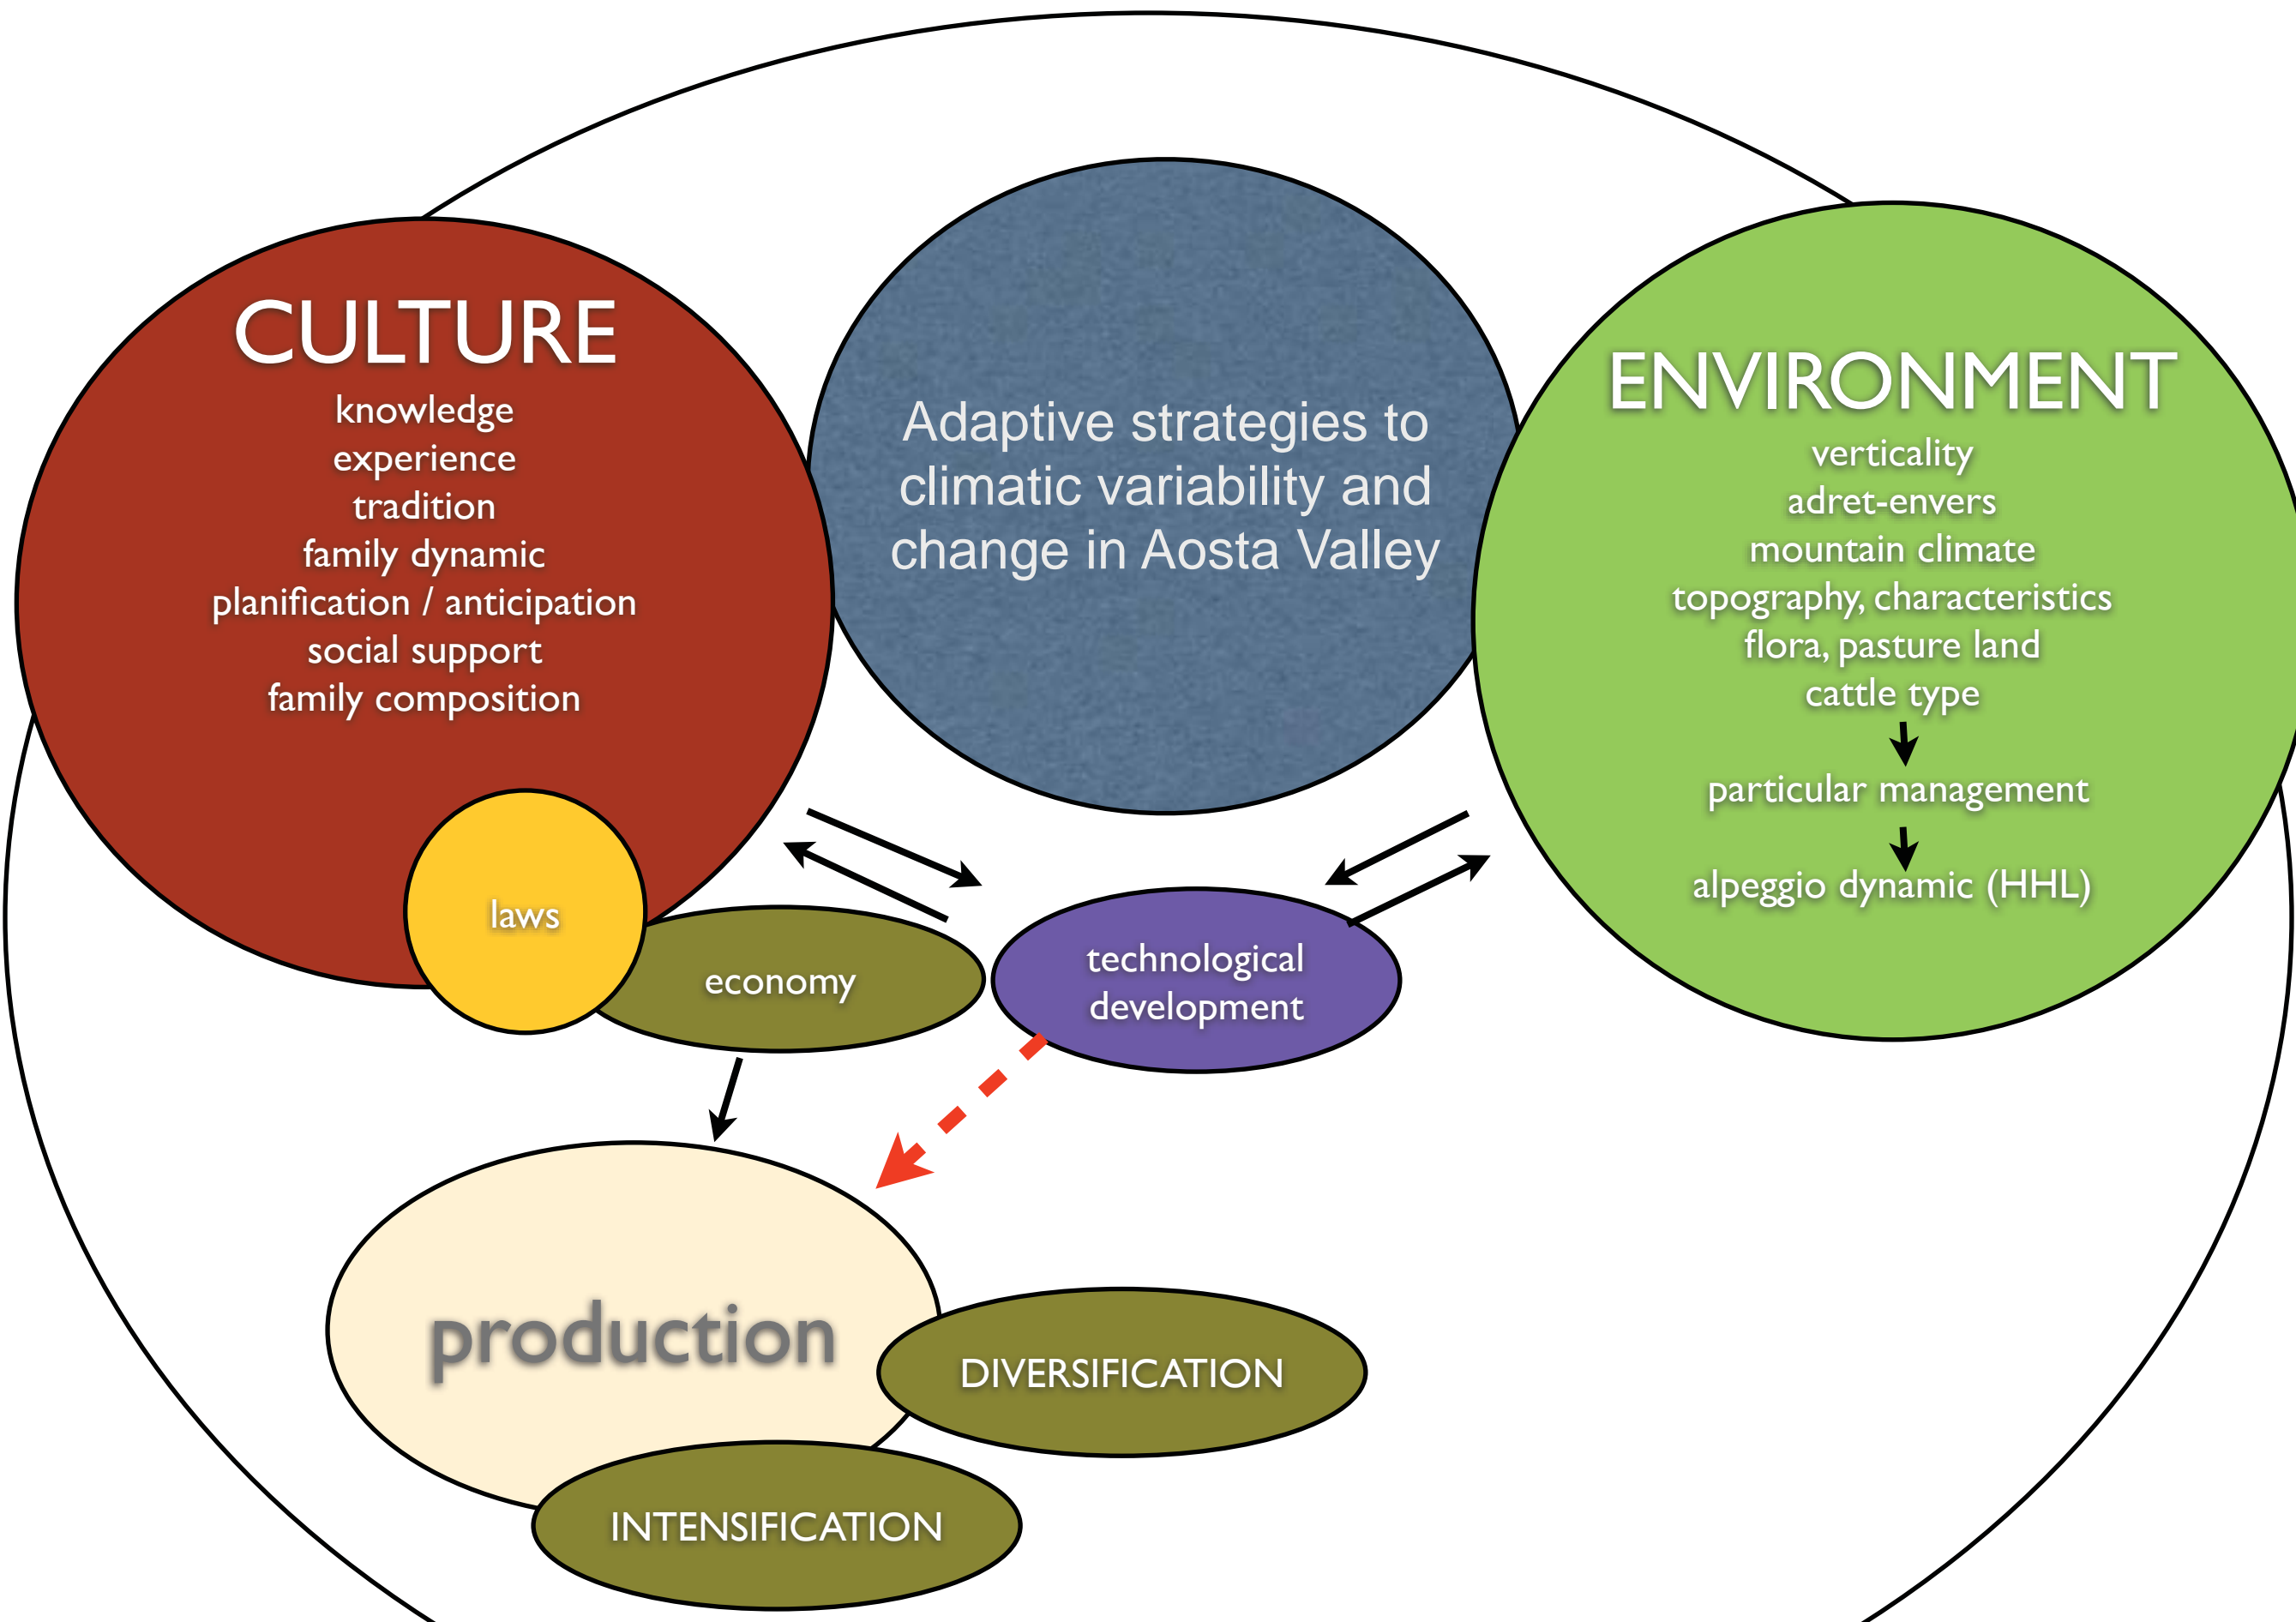 CULTURE
knowledge
experience
tradition
family dynamic
planification / anticipation
social support
family composition
Adaptive strategies to
climatic variability and
change in Aosta Valley
ENVIRONMENT
verticality
adret-envers
mountain climate
topography, characteristics
flora, pasture land
cattle type
particular management
alpeggio dynamic (HHL)
laws
economy
technological
development
production
DIVERSIFICATION
INTENSIFICATION